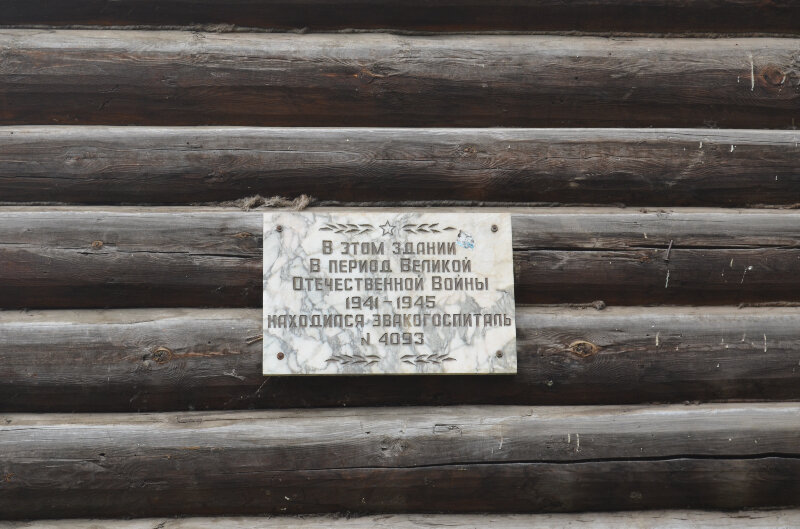 В этом здании
В период Великой
Отечественной Войны
1941-1945
находился эвакогоспиталь
N 4093